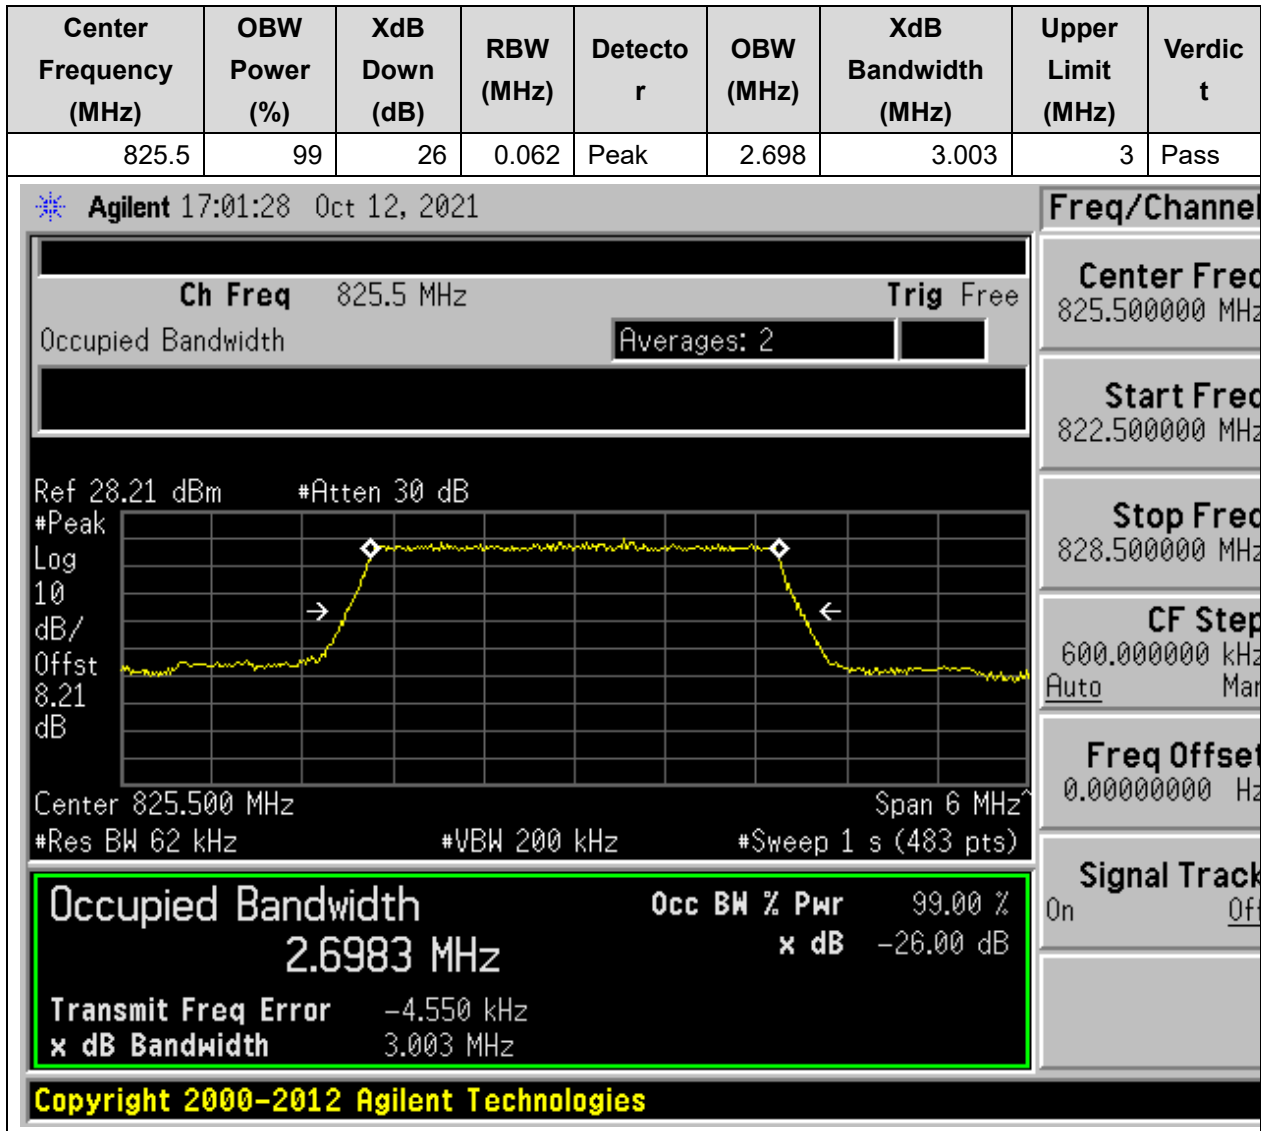 Center Frequency (MHz) OBW Power (%) XdB Down (dB) RBW (MHz) Detector OBW (MHz) XdB Bandwidth (MHz) Upper Limit (MHz) Verdict
825.5 99 26 0.062 Peak 2.698 3.003 3 Pass
Agilent 17:01:28 Oct 12, 2021
Freq/Channel
Ch Freq 825.5 MHz Trig Free
Occupied Bandwidth Averages: 2
Center Freq
825.500000 MHz
Start Freq
822.500000 MHz
Stop Freq
828.500000 MHz
CF Step
600.000000 kHz
Auto Man
Freq Offset
0.00000000 Hz
Signal Track
On Off
Ref 28.21 dBm #Atten 30 dB
#Peak
Log
10
dB/
Offst
8.21
dB
Center 825.500 MHz Span 6 MHz^
#Res BW 62 kHz #VBW 200 kHz #Sweep 1 s (483 pts)
Occupied Bandwidth Occ BW % Pwr 99.00 %
2.6983 MHz x dB -26.00 dB
Transmit Freq Error -4.550 kHz
x dB Bandwidth 3.003 MHz
Copyright 2000-2012 Agilent Technologies